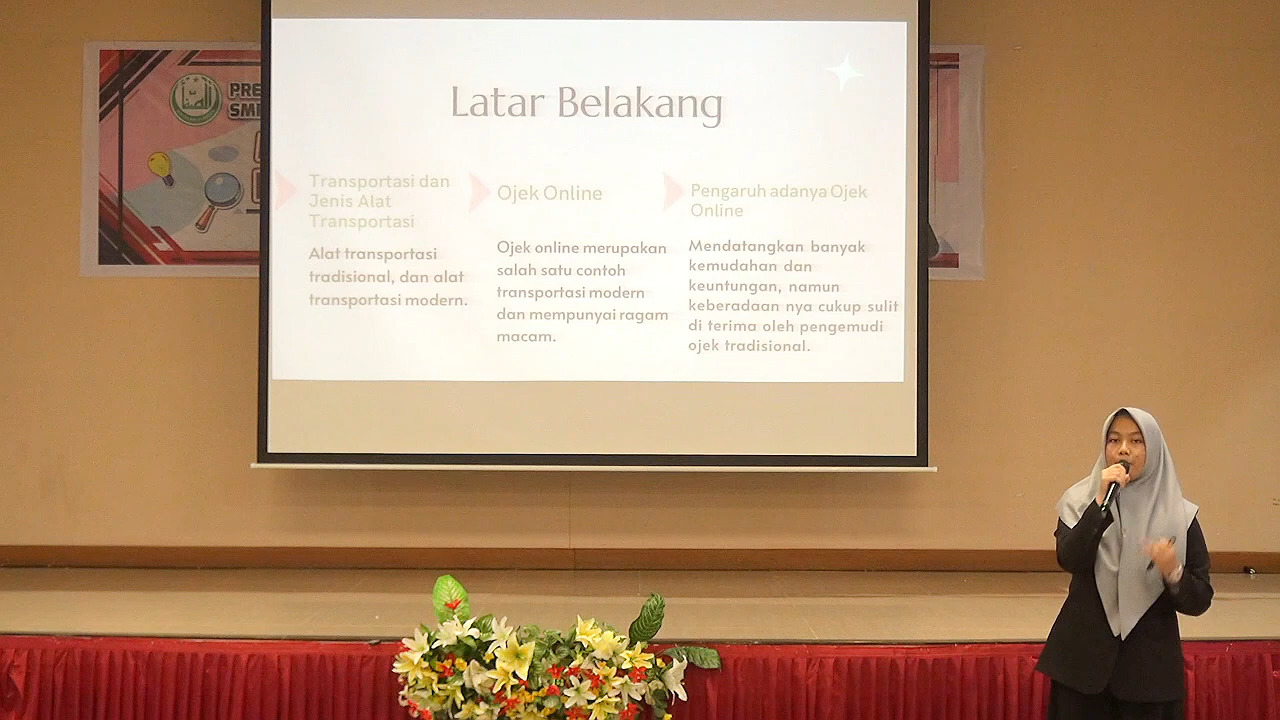 Latar Belakang
Transportasi dan
Jenis Alat
Transportasi
Alat transportasi
tradisional, dan alat
transportasi modern.
Ojek Online
Ojek online merupakan
salah satu contoh
transportasi modern
dan mempunyai ragam
macam.
Pengaruh adanya Ojek
Online
Mendatangkan banyak
kemudahan dan
keuntungan, namun
keberadaan nya cukup sulit
di terima oleh pengemudi
ojek tradisional.